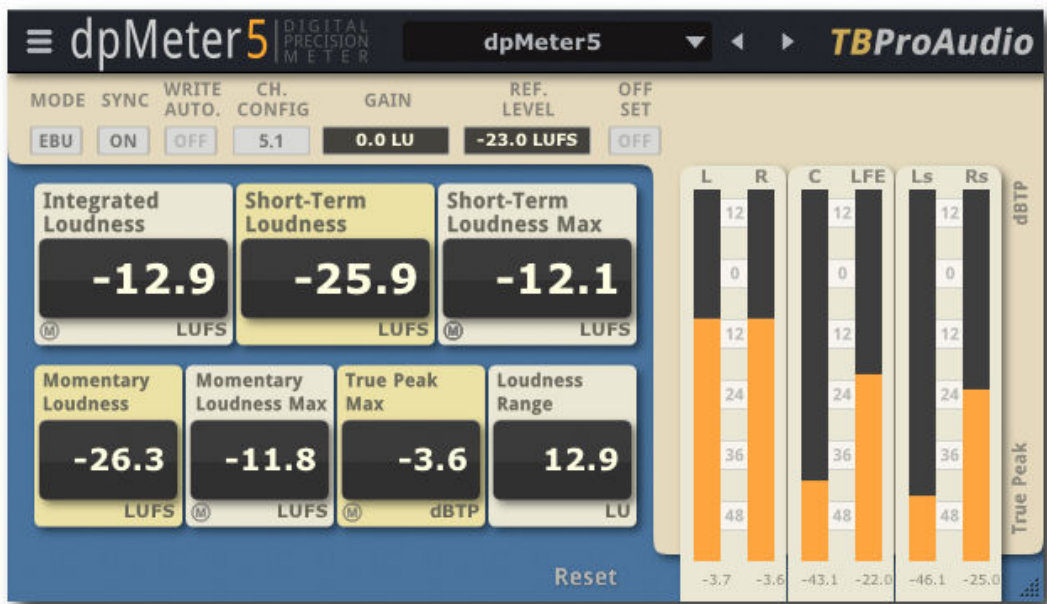 ≡ dpMeter5 DIGITAL PRECISION METER dpMeter5 TBProAudio
MODE SYNC WRITE AUTO. CH. CONFIG GAIN REF. LEVEL OFF SET
EBU ON OFF 5.1 0.0 LU -23.0 LUFS OFF
Integrated Loudness
-12.9
M LUFS
Short-Term Loudness
-25.9
LUFS
Short-Term Loudness Max
-12.1
M LUFS
Momentary Loudness
-26.3
LUFS
Momentary Loudness Max
-11.8
M LUFS
True Peak Max
-3.6
M dBTP
Loudness Range
12.9
LU
Reset
L R C LFE Ls Rs
12 12 12
0 0 0
12 12 12
24 24 24
36 36 36
48 48 48
-3.7 -3.6 -43.1 -22.0 -46.1 -25.0
dBTP
True Peak